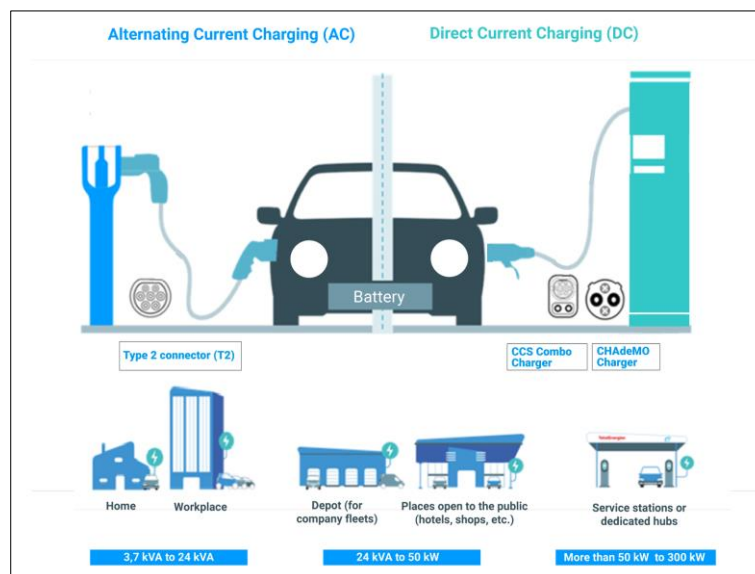 Alternating Current Charging (AC)
Direct Current Charging (DC)
Battery
Type 2 connector (T2)
CCS Combo
Charger
CHAdeMO
Charger
TotalEnergies
Home
Workplace
Depot (for
company fleets)
Places open to the public
(hotels, shops, etc.)
Service stations or
dedicated hubs
3,7 kVA to 24 kVA
24 kVA to 50 kW
More than 50 kW to 300 kW